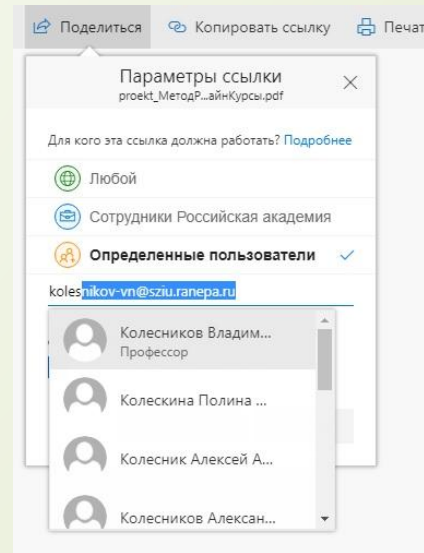 Поделиться Копировать ссылку Печат
Параметры ссылки
proekt_МетодР...айнКурсы.pdf
Для кого эта ссылка должна работать? Подробнее
Любой
Сотрудники Российская академия
Определенные пользователи
kolesnikov-vn@sziu.ranepa.ru
Колесников Владим...
Профессор
Колескина Полина ...
Колесник Алексей А...
Колесников Алексан...